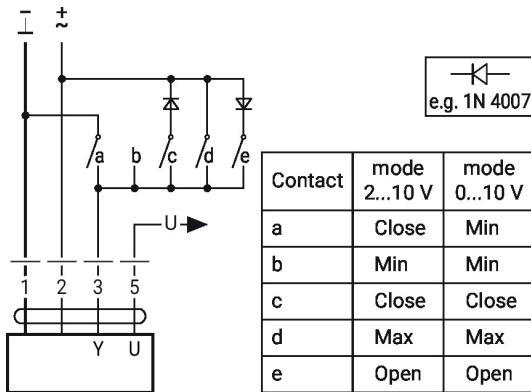 − +
⊥ ~
e.g. 1N 4007
a b c d e
U
1 2 3 5
Y U
Contact mode 2...10 V mode 0...10 V
a Close Min
b Min Min
c Close Close
d Max Max
e Open Open